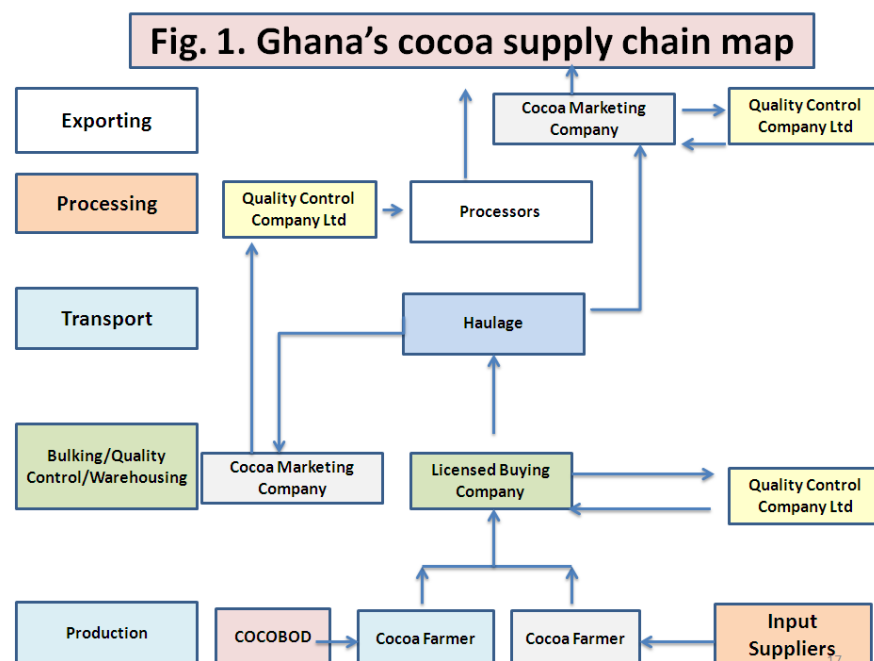 Fig. 1. Ghana's cocoa supply chain map
Exporting
Cocoa Marketing
Company
Quality Control
Company Ltd
Processing
Quality Control
Company Ltd
Processors
Transport
Haulage
Bulking/Quality
Control/Warehousing
Cocoa Marketing
Company
Licensed Buying
Company
Quality Control
Company Ltd
Production
COCOBOD
Cocoa Farmer
Cocoa Farmer
Input
Suppliers
17